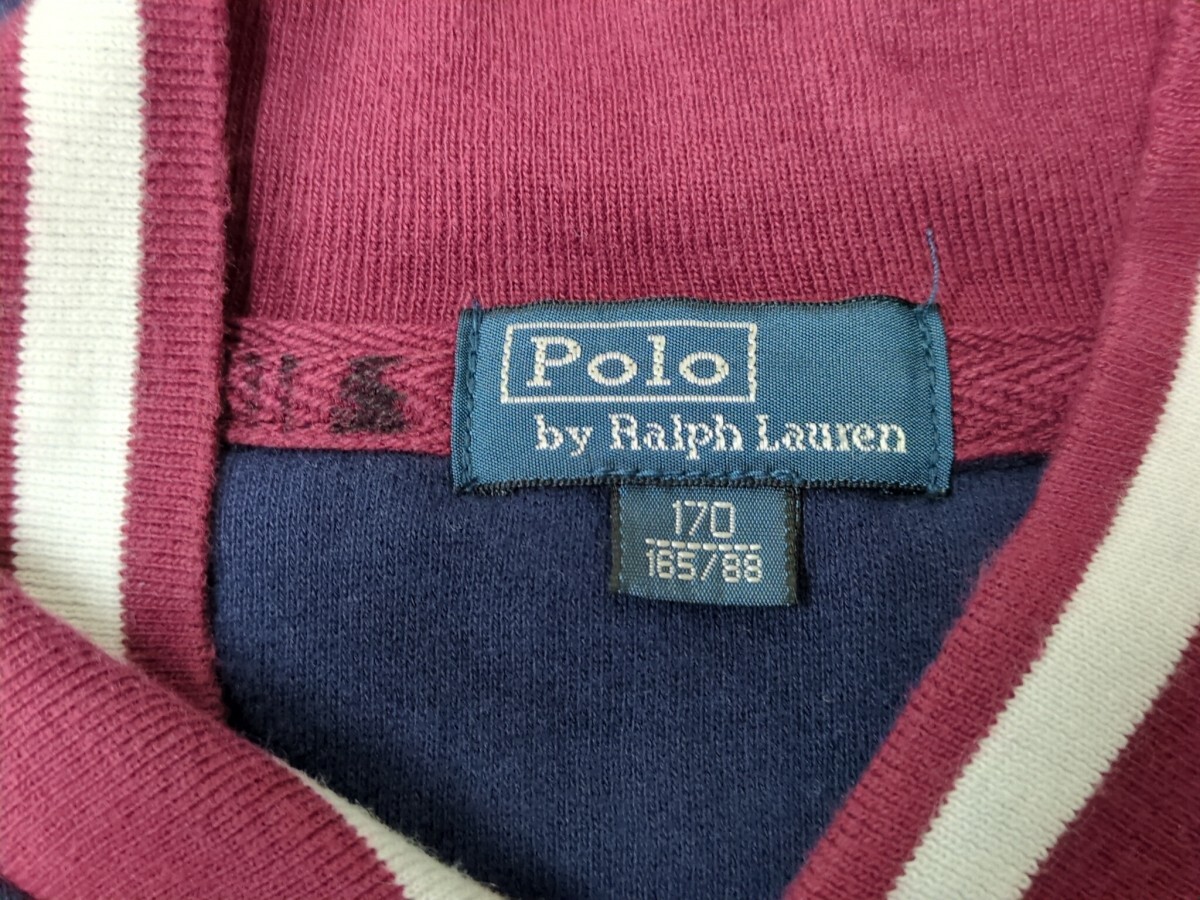 Polo
by Ralph Lauren
170
165/88